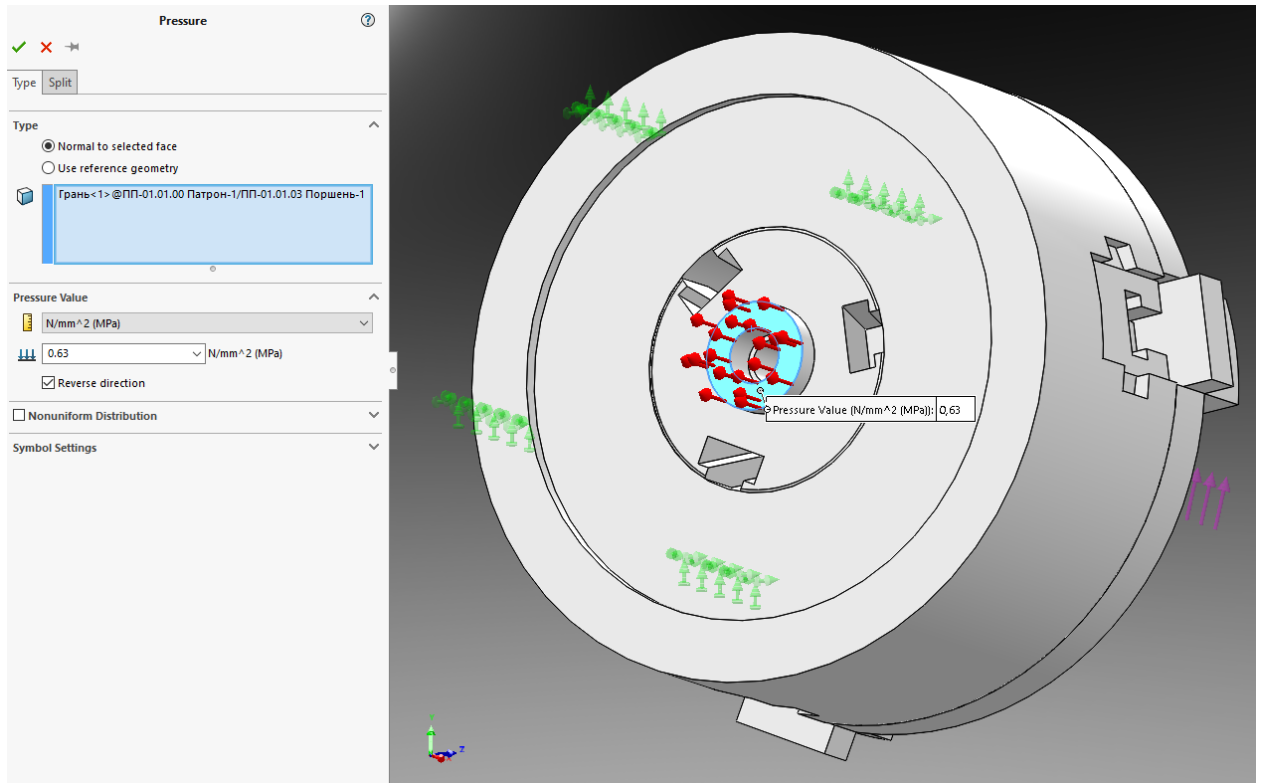 Pressure
Type Split
Type
Normal to selected face
Use reference geometry
Грань<1>@ПП-01.01.00 Патрон-1/ПП-01.01.03 Поршень-1
Pressure Value
N/mm^2 (MPa)
0.63 N/mm^2 (MPa)
Reverse direction
Nonuniform Distribution
Symbol Settings
Pressure Value (N/mm^2 (MPa)): 0,63
z